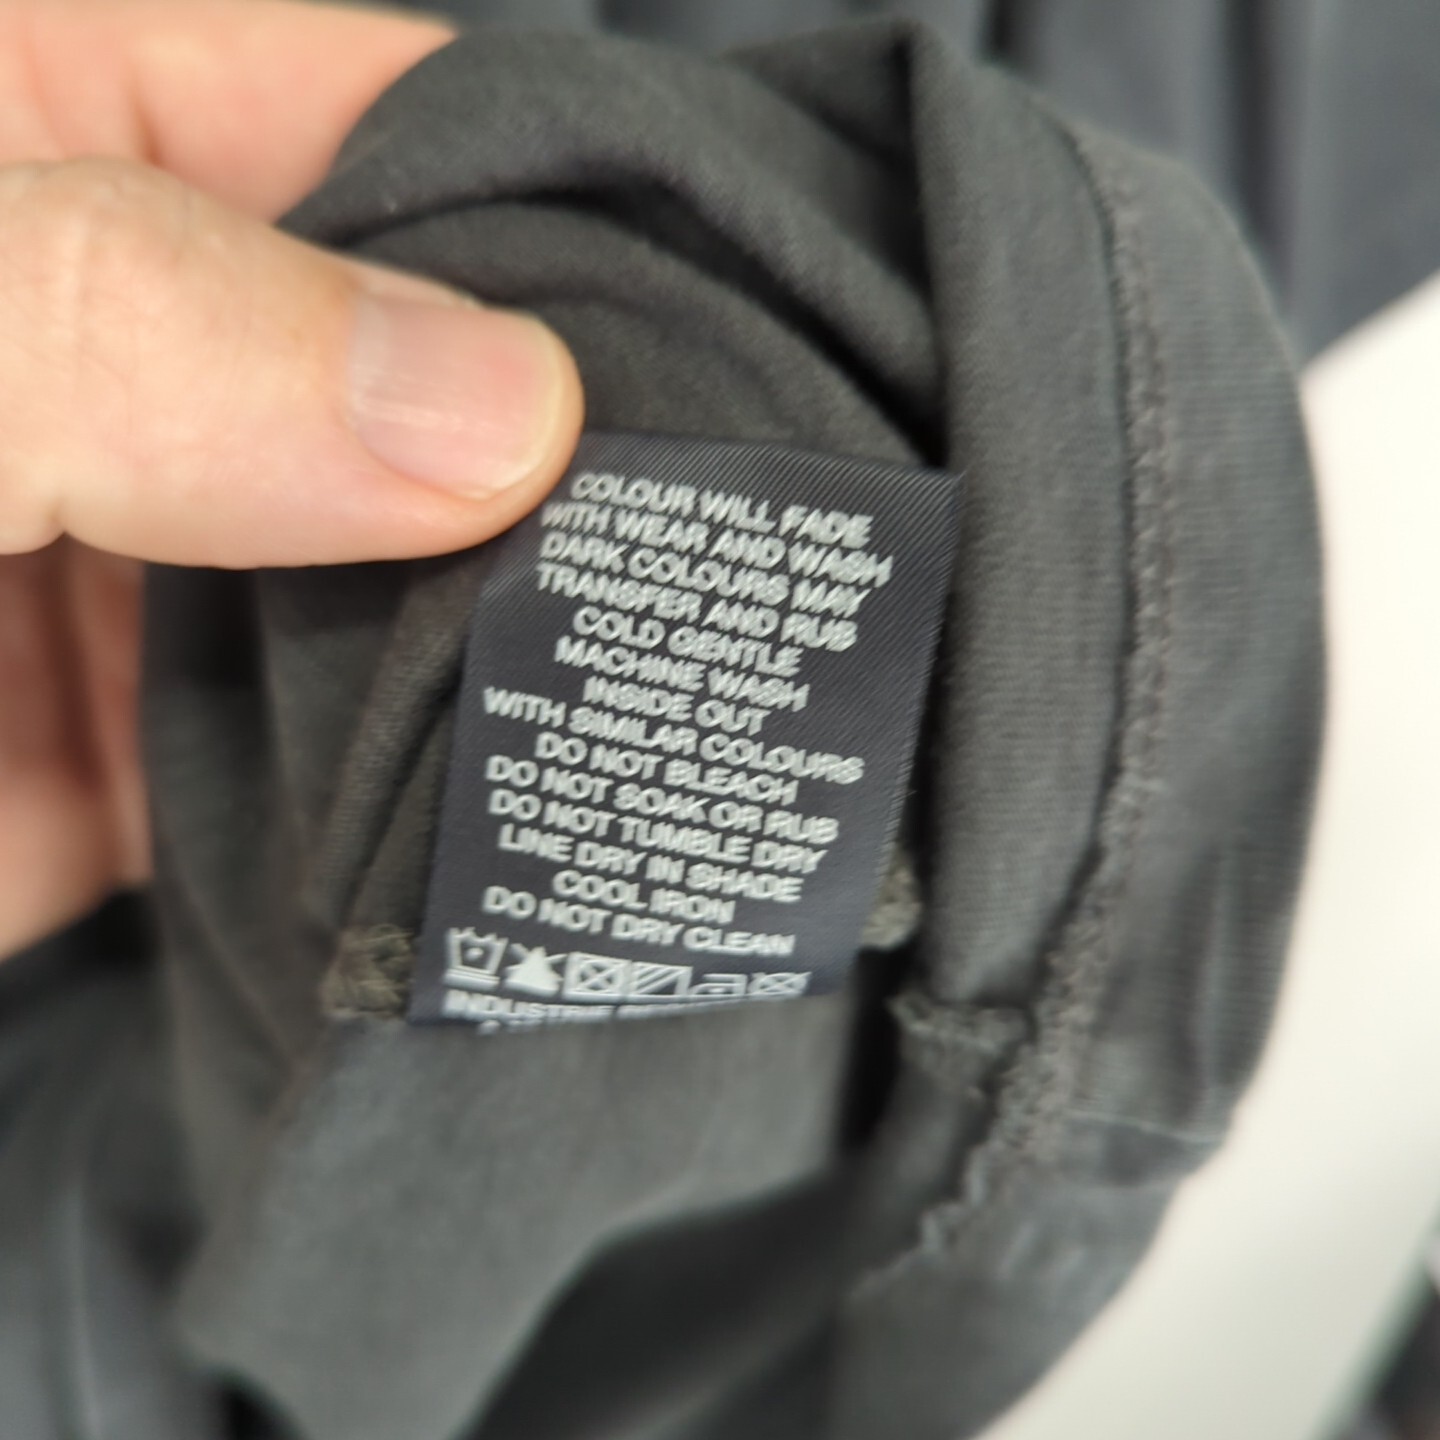 COLOUR WILL FADE
WITH WEAR AND WASH
DARK COLOURS MAY
TRANSFER AND RUB
COLD GENTLE
MACHINE WASH
INSIDE OUT
WITH SIMILAR COLOURS
DO NOT BLEACH
DO NOT SOAK OR RUB
DO NOT TUMBLE DRY
LINE DRY IN SHADE
COOL IRON
DO NOT DRY CLEAN
INDUSTRIE